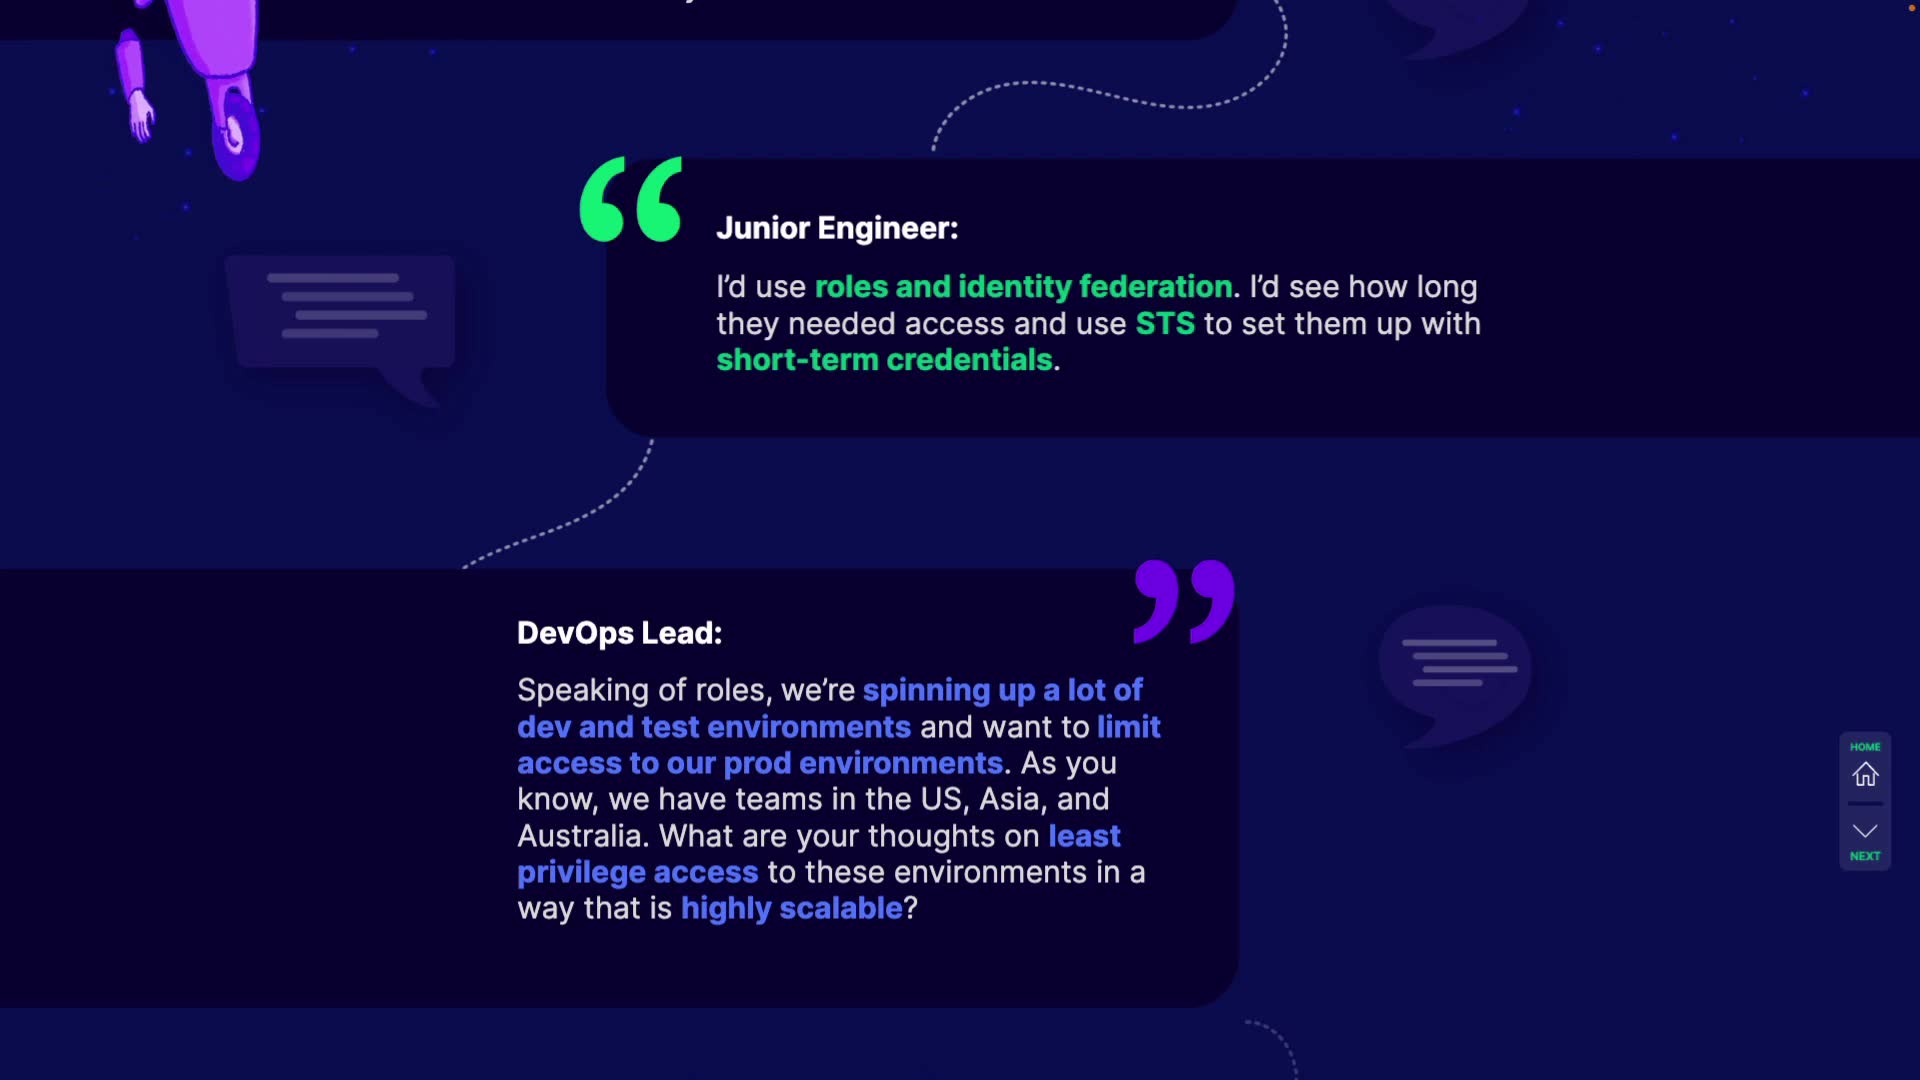 Junior Engineer:
I’d use roles and identity federation. I’d see how long
they needed access and use STS to set them up with
short-term credentials.
DevOps Lead:
Speaking of roles, we’re spinning up a lot of
dev and test environments and want to limit
access to our prod environments. As you
know, we have teams in the US, Asia, and
Australia. What are your thoughts on least
privilege access to these environments in a
way that is highly scalable?
HOME
NEXT